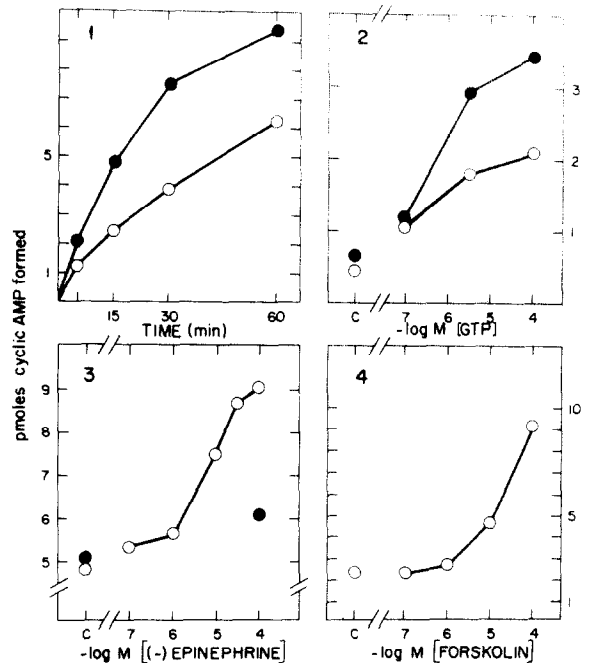 1
5
1
15 30 60
TIME (min)
2
3
2
1
C 7 6 5 4
-log M [GTP]
pmoles cyclic AMP formed
3
9
8
7
6
5
C 7 6 5 4
-log M [(-) EPINEPHRINE]
4
10
5
1
C 7 6 5 4
-log M [FORSKOLIN]